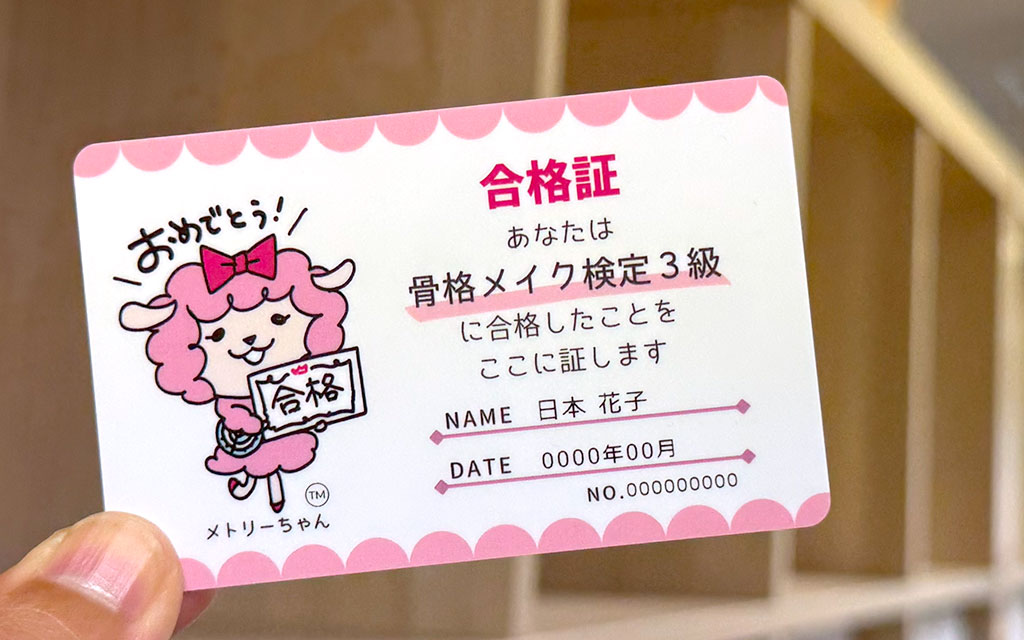 おめでとう!
合格
TM
メトリーちゃん
合格証
あなたは
骨格メイク検定3級
に合格したことを
ここに証します
NAME 日本 花子
DATE 0000年00月
NO.000000000